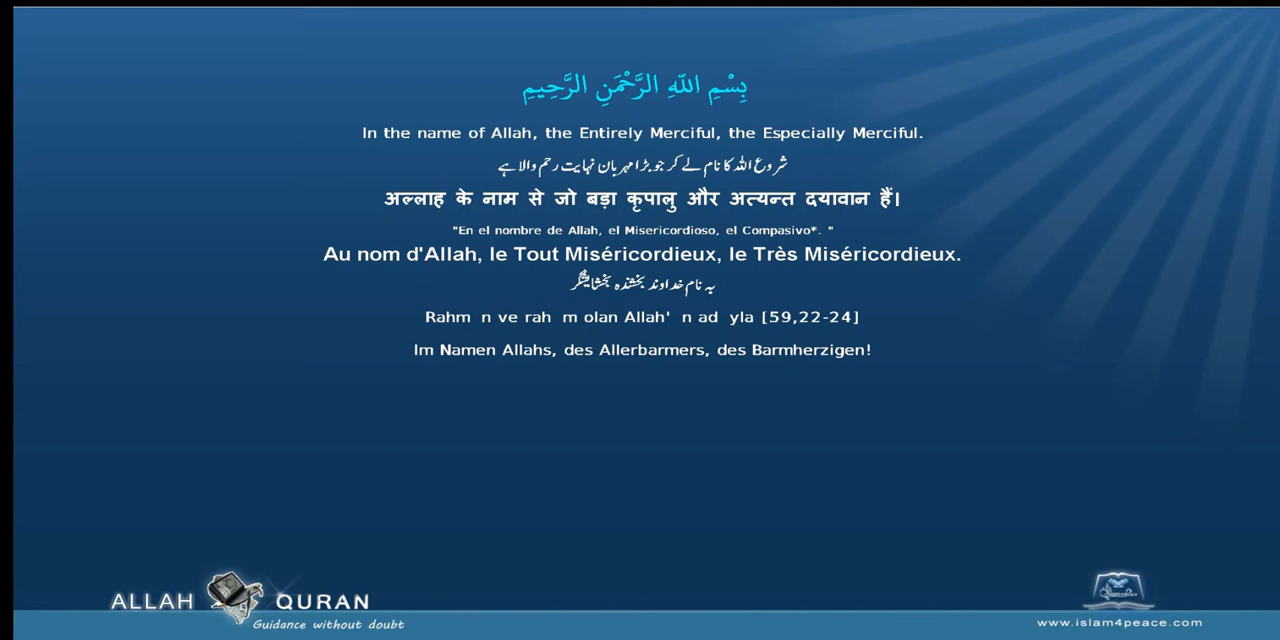 بِسْمِ اللّهِ الرَّحْمَنِ الرَّحِيمِ
In the name of Allah, the Entirely Merciful, the Especially Merciful.
شروع الله کا نام لے کر جو بڑا مہربان نہایت رحم والا ہے
अल्लाह के नाम से जो बड़ा कृपालु और अत्यन्त दयावान हैं।
"En el nombre de Allah, el Misericordioso, el Compasivo*. "
Au nom d'Allah, le Tout Miséricordieux, le Très Miséricordieux.
به نام خداوند بخشنده بخشایشگر
Rahm n ve rah m olan Allah' n ad yla [59,22-24]
Im Namen Allahs, des Allerbarmers, des Barmherzigen!
ALLAH QURAN
Guidance without doubt
www.islam4peace.com